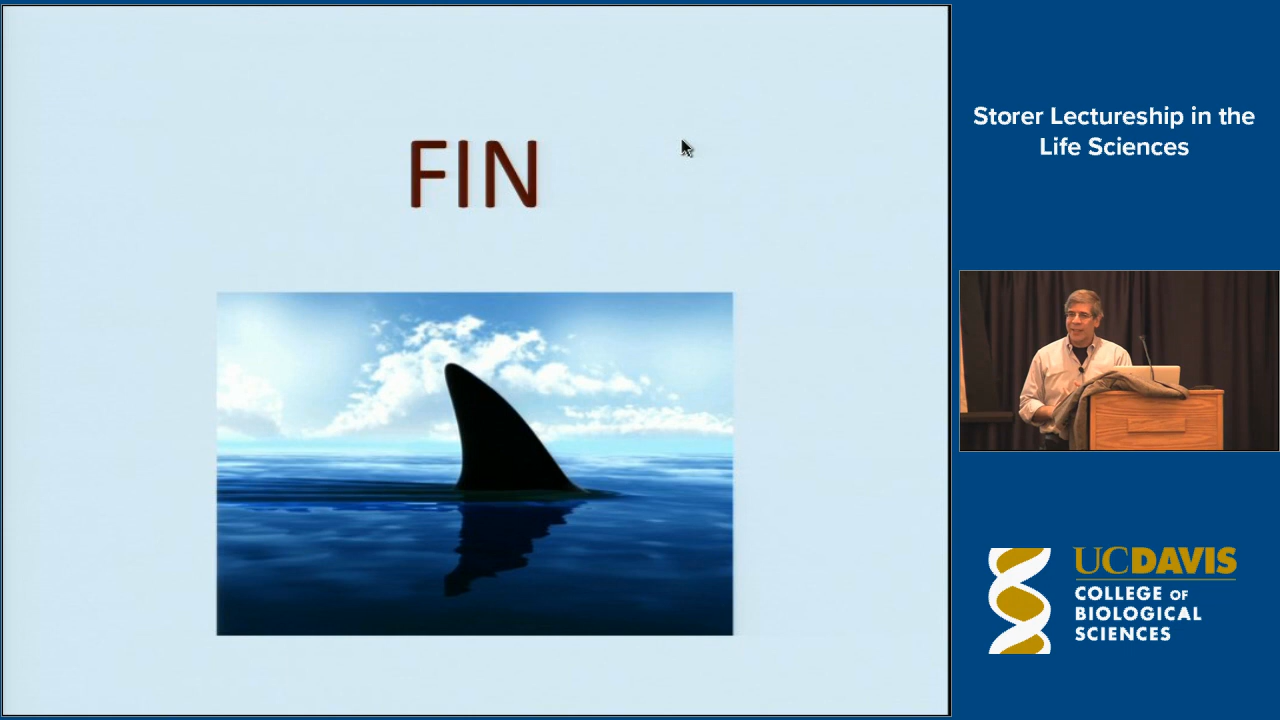 FIN
Storer Lectureship in the
Life Sciences
UCDAVIS
COLLEGE OF
BIOLOGICAL
SCIENCES